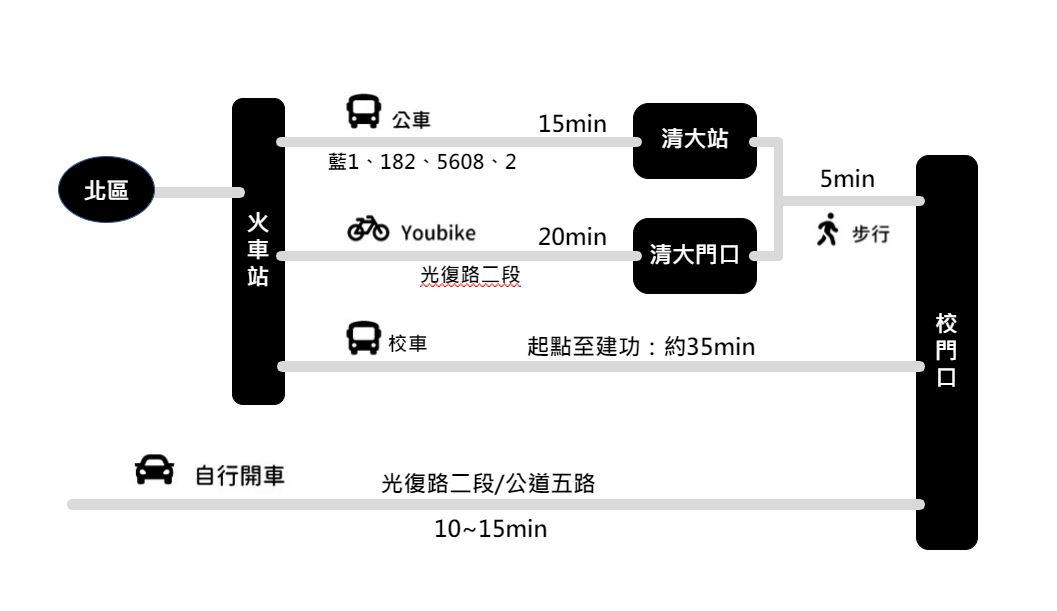 北區
火車站
公車
15min
藍1、182、5608、2
清大站
Youbike
20min
光復路二段
清大門口
5min
步行
校車
起點至建功：約35min
校門口
自行開車
光復路二段/公道五路
10~15min